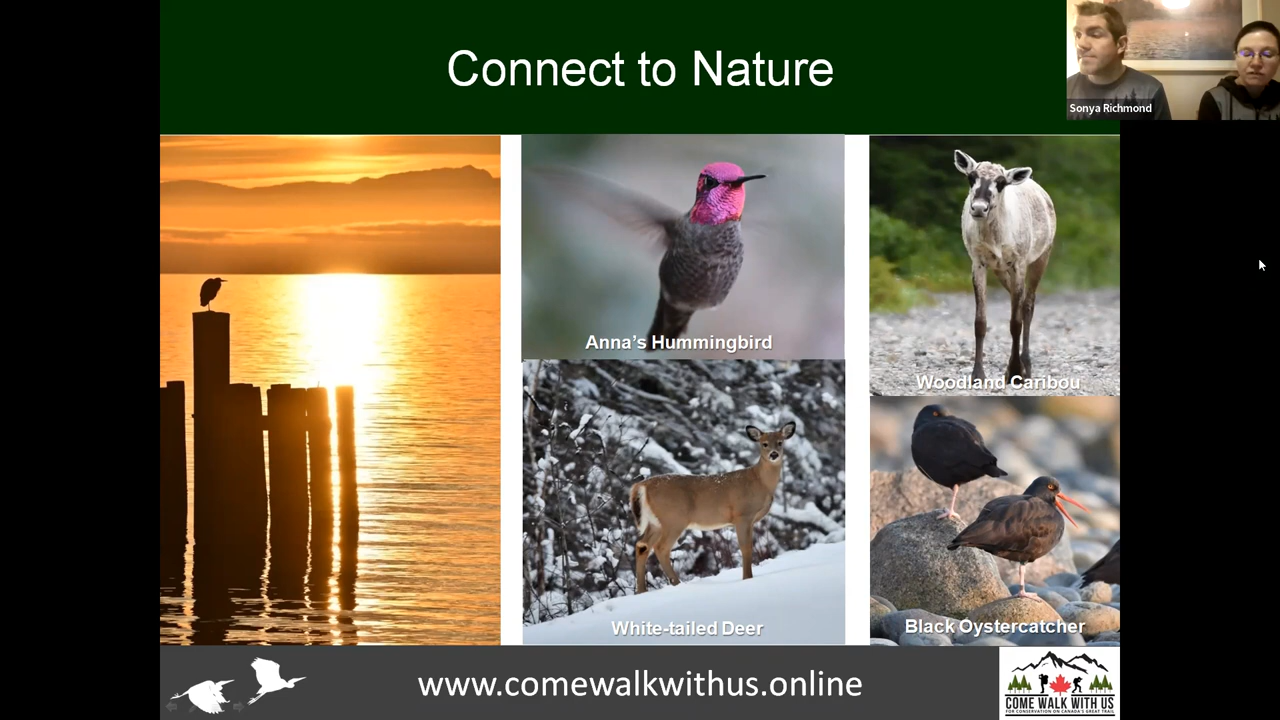 Connect to Nature
Sonya Richmond
Anna's Hummingbird
Woodland Caribou
White-tailed Deer
Black Oystercatcher
www.comewalkwithus.online
COME WALK WITH US
FOR CONSERVATION ON CANADA'S GREAT TRAIL